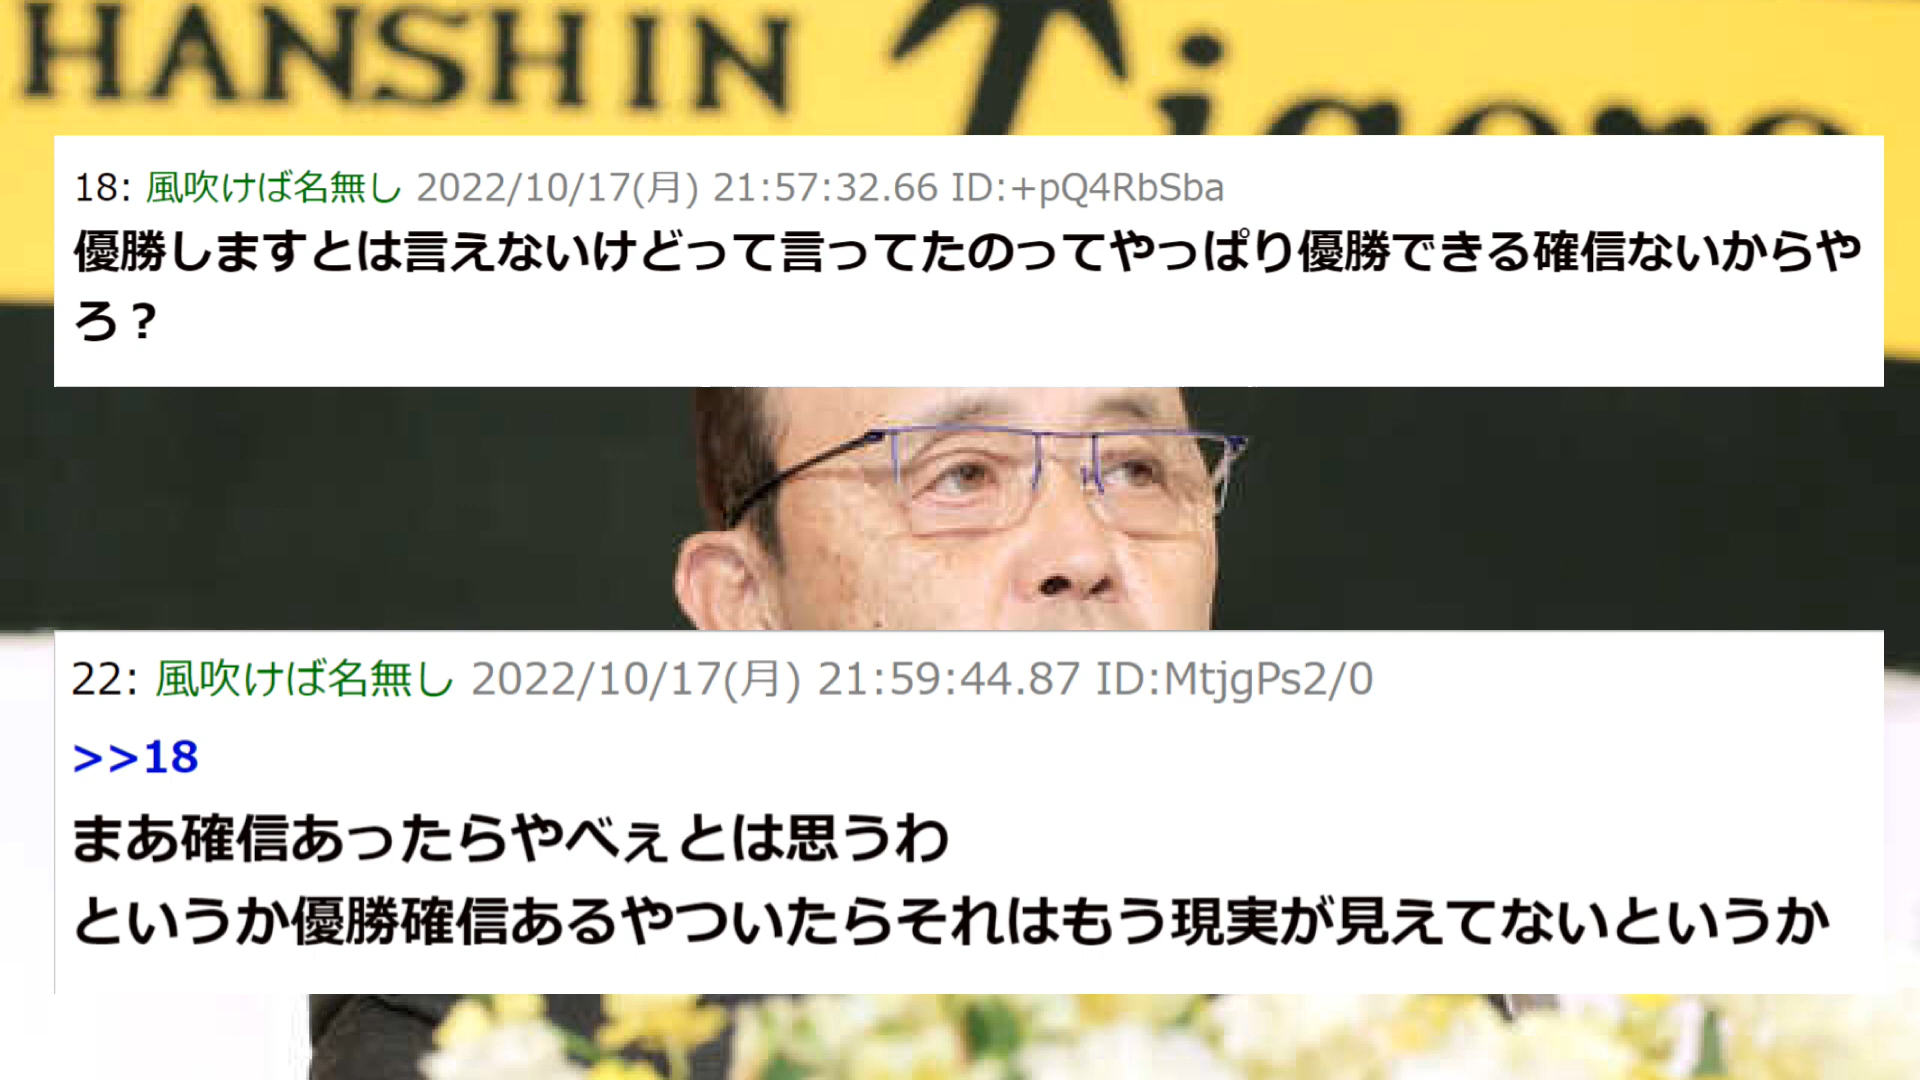 HANSHIN Tigers
18: 風吹けば名無し 2022/10/17(月) 21:57:32.66 ID:+pQ4RbSba
優勝しますとは言えないけどって言ってたのってやっぱり優勝できる確信ないからや
ろ？
22: 風吹けば名無し 2022/10/17(月) 21:59:44.87 ID:MtjgPs2/0
>>18
まあ確信あったらやべぇとは思うわ
というか優勝確信あるやついたらそれはもう現実が見えてないというか